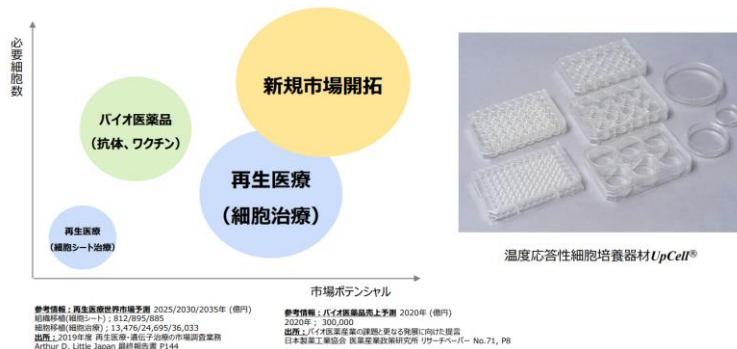 必要細胞数
新規市場開拓
バイオ医薬品
(抗体、ワクチン)
再生医療
(細胞治療)
再生医療
(細胞シート治療)
市場ポテンシャル
温度応答性細胞培養器材UpCell®
参考情報:再生医療世界市場予測 2025/2030/2035年 (億円)
組織移植(細胞シート);812/895/885
細胞移植(細胞治療);13,476/24,695/36,033
出所:2019年度 再生医療・遺伝子治療の市場調査業務
Arthur D. Little Japan 最終報告書 P144
参考情報:バイオ医薬品売上予測 2020年 (億円)
2020年; 300,000
出所:バイオ医薬産業の課題と更なる発展に向けた提言
日本製薬工業協会 医薬産業政策研究所 リサーチペーパー No.71, P8